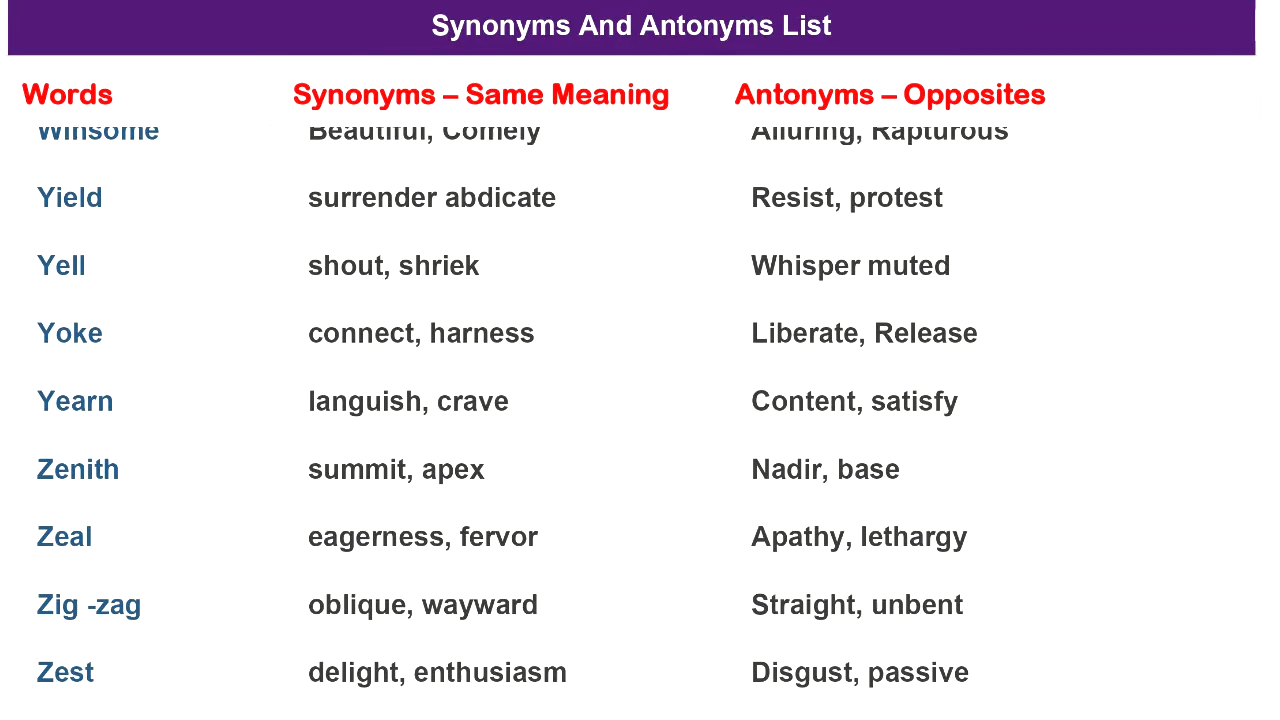 Synonyms And Antonyms List
Words Synonyms – Same Meaning Antonyms – Opposites
Winsome Beautiful, Comely Alluring, Rapturous
Yield surrender abdicate Resist, protest
Yell shout, shriek Whisper muted
Yoke connect, harness Liberate, Release
Yearn languish, crave Content, satisfy
Zenith summit, apex Nadir, base
Zeal eagerness, fervor Apathy, lethargy
Zig -zag oblique, wayward Straight, unbent
Zest delight, enthusiasm Disgust, passive